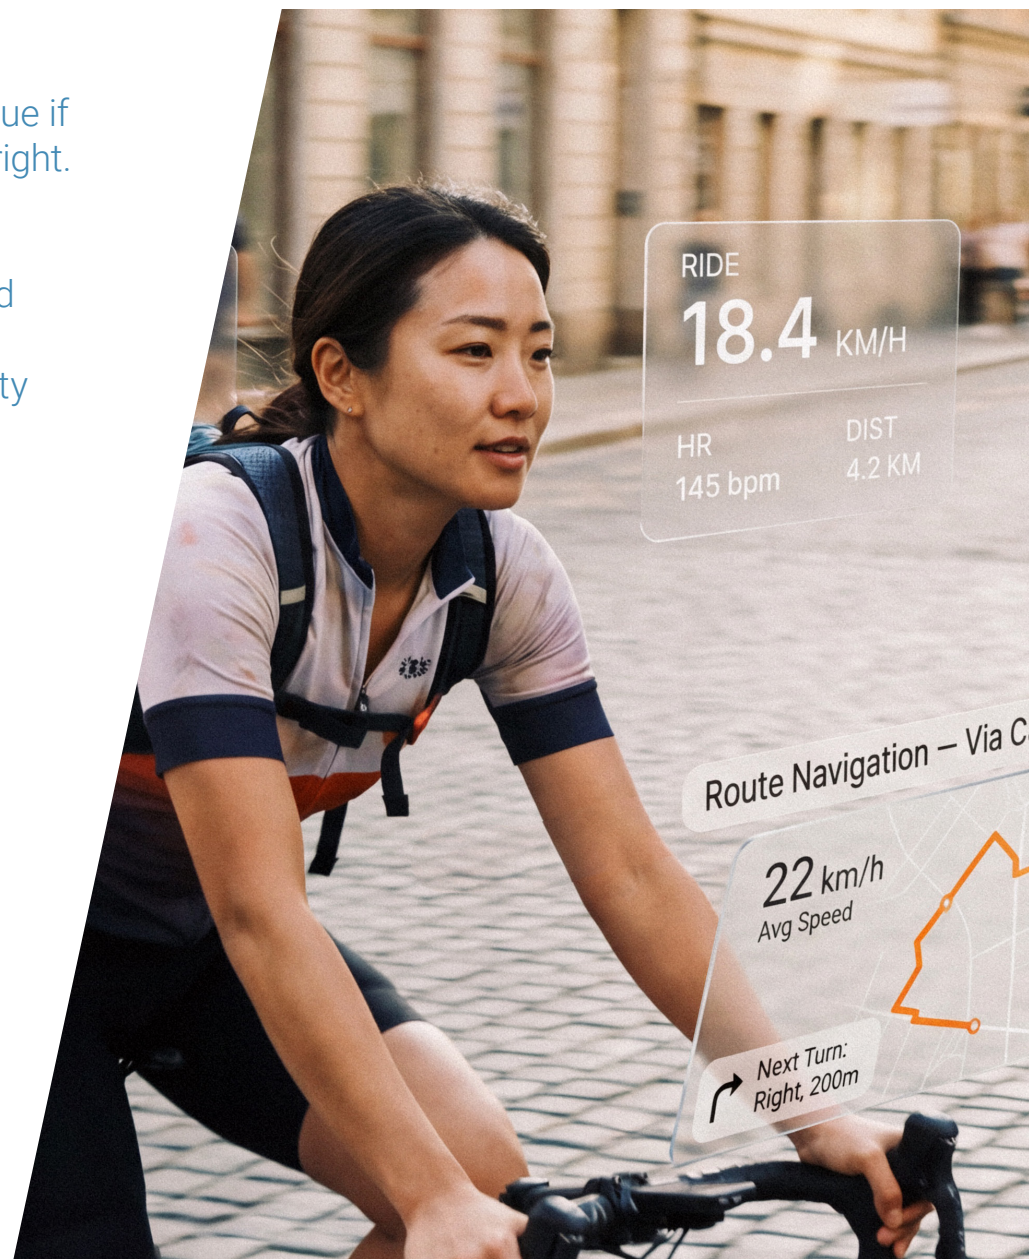 ue if
right.
d
ty
RIDE
18.4 KM/H
HR
145 bpm
DIST
4.2 KM
Route Navigation — Via C
22 km/h
Avg Speed
Next Turn:
Right, 200m